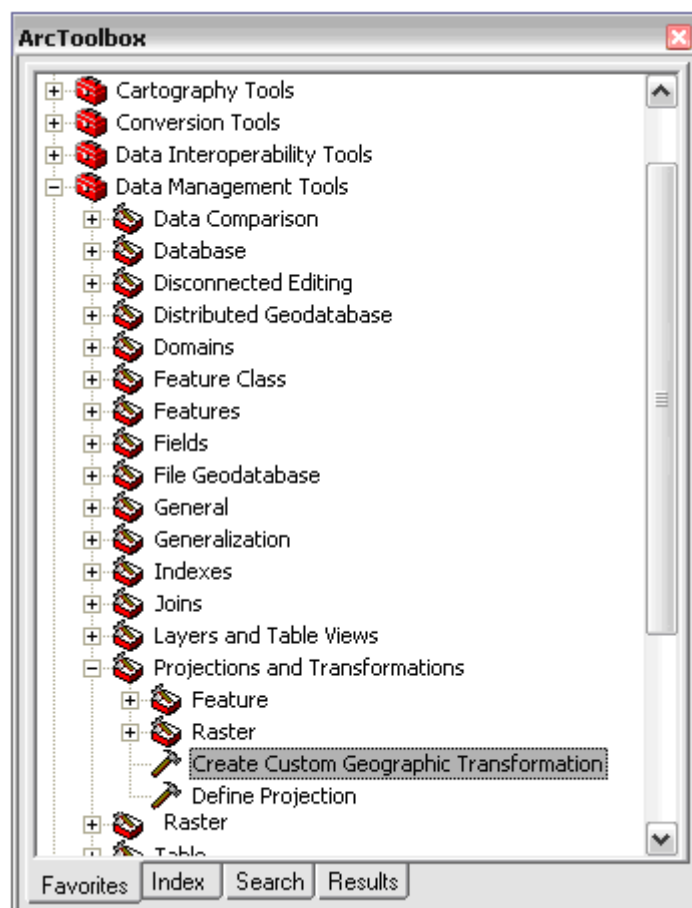 ArcToolbox
Cartography Tools
Conversion Tools
Data Interoperability Tools
Data Management Tools
Data Comparison
Database
Disconnected Editing
Distributed Geodatabase
Domains
Feature Class
Features
Fields
File Geodatabase
General
Generalization
Indexes
Joins
Layers and Table Views
Projections and Transformations
Feature
Raster
Create Custom Geographic Transformation
Define Projection
Raster
Table
Favorites Index Search Results